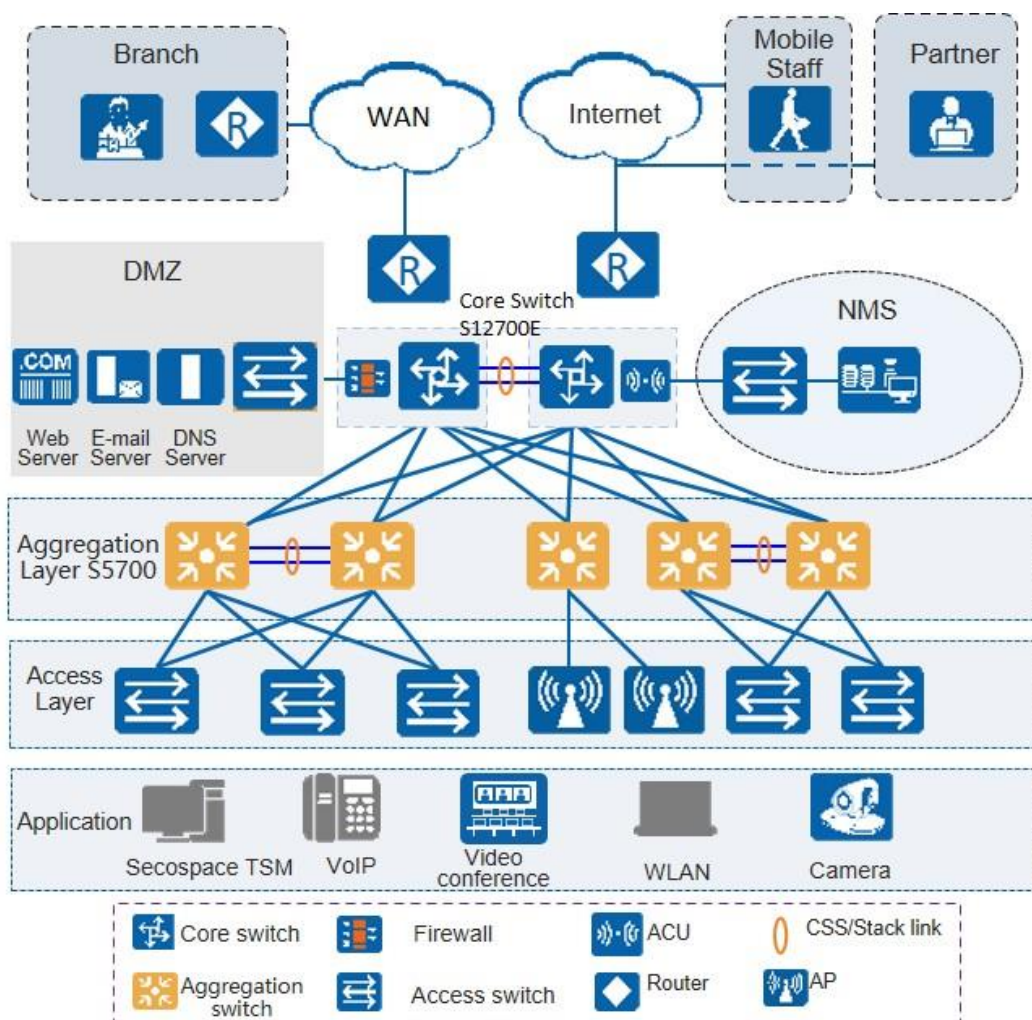 Branch
WAN
Internet
Mobile
Staff
Partner
R
R
R
DMZ
Core Switch
S12700E
NMS
.COM
Web
Server
E-mail
Server
DNS
Server
Aggregation
Layer S5700
Access
Layer
Application
Secospace TSM
VoIP
Video
conference
WLAN
Camera
Core switch
Firewall
ACU
CSS/Stack link
Aggregation
switch
Access switch
Router
AP